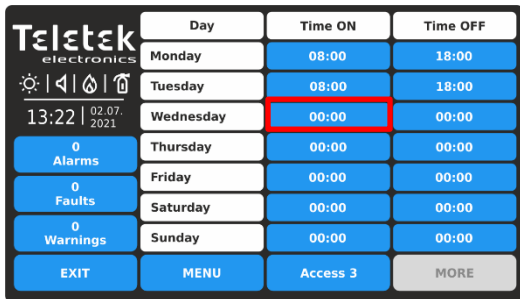 Teletek
electronics
13:22 | 02.07.
2021
0
Alarms
0
Faults
0
Warnings
EXIT
Day Time ON Time OFF
Monday 08:00 18:00
Tuesday 08:00 18:00
Wednesday 00:00 00:00
Thursday 00:00 00:00
Friday 00:00 00:00
Saturday 00:00 00:00
Sunday 00:00 00:00
MENU Access 3 MORE